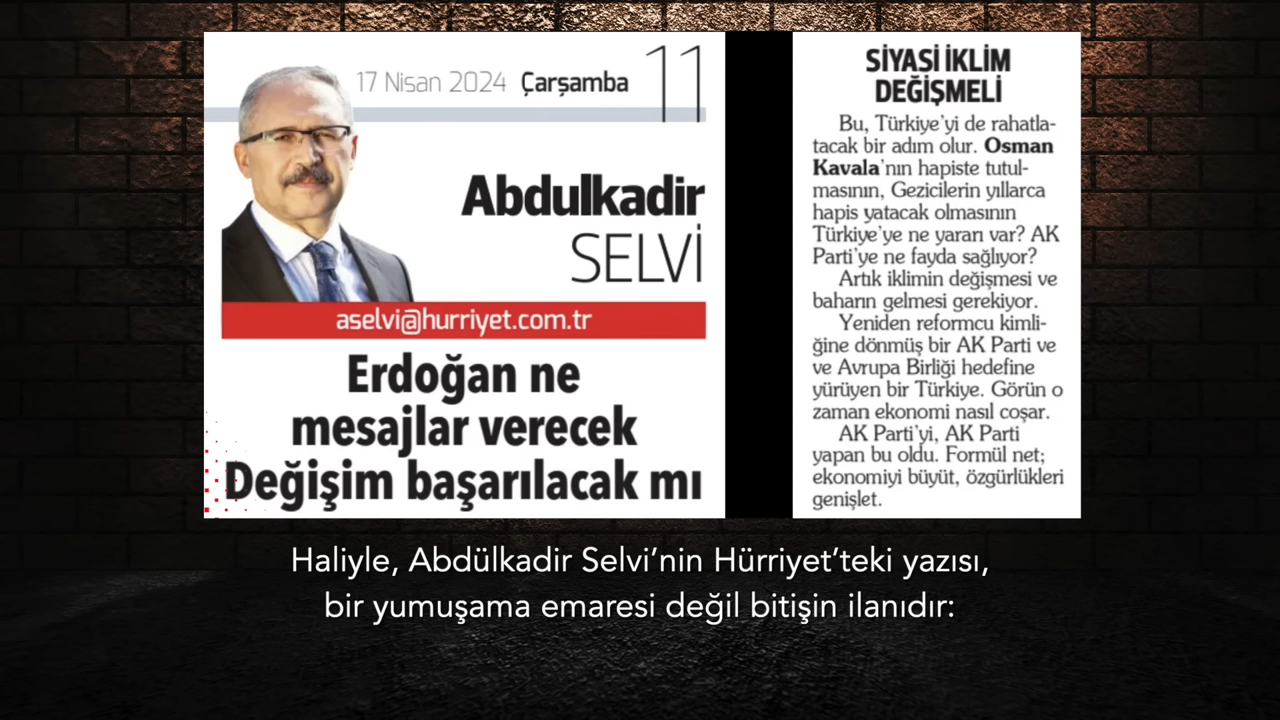 17 Nisan 2024 Çarşamba 11
Abdulkadir
SELVİ
aselvi@hurriyet.com.tr
Erdoğan ne
mesajlar verecek
Değişim başarılacak mı
SİYASİ İKLİM
DEĞİŞMELİ
Bu, Türkiye'yi de rahatla-
tacak bir adım olur. Osman
Kavala'nın hapiste tutul-
masının, Gezicilerin yıllarca
hapis yatacak olmasının
Türkiye'ye ne yararı var? AK
Parti'ye ne fayda sağlıyor?
Artık iklimin değişmesi ve
baharın gelmesi gerekiyor.
Yeniden reformcu kimli-
ğine dönmüş bir AK Parti ve
ve Avrupa Birliği hedefine
yürüyen bir Türkiye. Görün o
zaman ekonomi nasıl coşar.
AK Parti'yi, AK Parti
yapan bu oldu. Formül net;
ekonomiyi büyüt, özgürlükleri
genişlet.
Haliyle, Abdülkadir Selvi'nin Hürriyet'teki yazısı,
bir yumuşama emaresi değil bitişin ilanıdır: